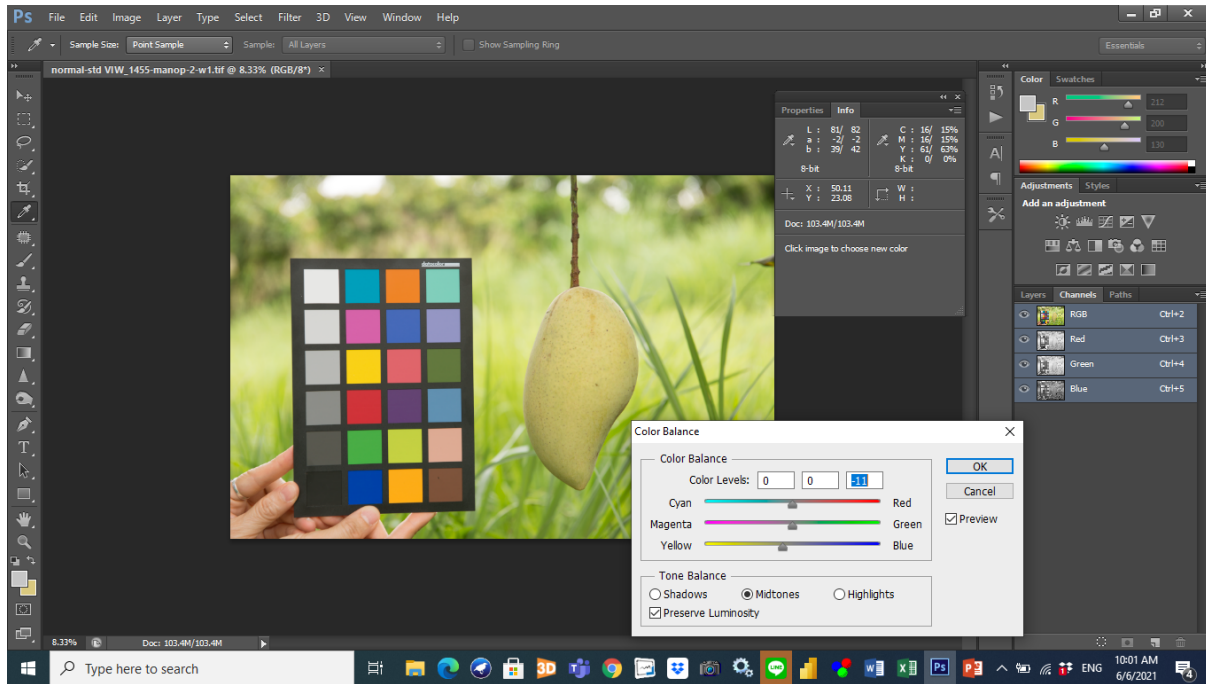 Ps File Edit Image Layer Type Select Filter 3D View Window Help
Sample Size: Point Sample Sample: All Layers Show Sampling Ring Essentials
normal-std VIW_1455-manop-2-w1.tif @ 8.33% (RGB/8*) ×
datacolor
Properties Info
L : 81/ 82 C : 16/ 15%
a : -2/ -2 M : 16/ 15%
b : 39/ 42 Y : 61/ 63%
K : 0/ 0%
8-bit 8-bit
X : 50.11 W :
Y : 23.08 H :
Doc: 103.4M/103.4M
Click image to choose new color
Color Swatches
R 212
G 200
B 130
Adjustments Styles
Add an adjustment
Layers Channels Paths
RGB Ctrl+2
Red Ctrl+3
Green Ctrl+4
Blue Ctrl+5
Color Balance
Color Balance
Color Levels: 0 0 -11
Cyan Red
Magenta Green
Yellow Blue
Tone Balance
Shadows Midtones Highlights
Preserve Luminosity
OK
Cancel
Preview
8.33% Doc: 103.4M/103.4M
Type here to search
ENG
10:01 AM
6/6/2021
4